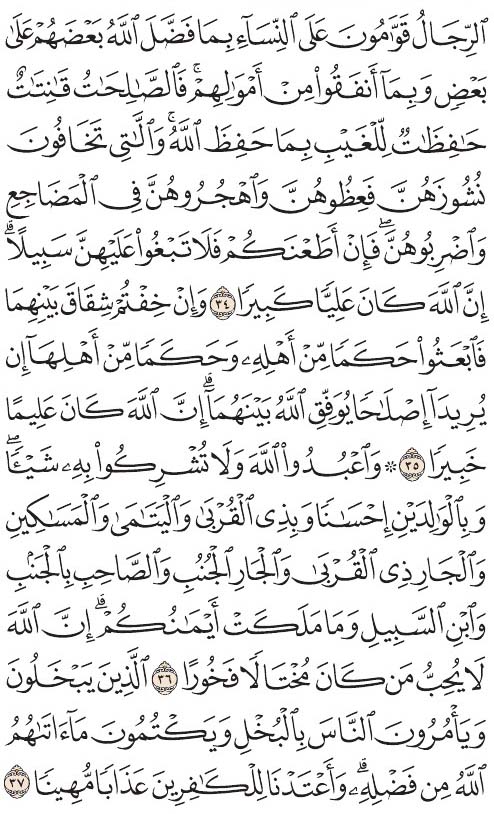 ٱلرِّجَالُ قَوَّٰمُونَ عَلَى ٱلنِّسَآءِ بِمَا فَضَّلَ ٱللَّهُ بَعۡضَهُمۡ عَلَىٰ
بَعۡضٖ وَبِمَآ أَنفَقُواْ مِنۡ أَمۡوَٰلِهِمۡۚ فَٱلصَّٰلِحَٰتُ قَٰنِتَٰتٌ
حَٰفِظَٰتٞ لِّلۡغَيۡبِ بِمَا حَفِظَ ٱللَّهُۚ وَٱلَّٰتِي تَخَافُونَ
نُشُوزَهُنَّ فَعِظُوهُنَّ وَٱهۡجُرُوهُنَّ فِي ٱلۡمَضَاجِعِ
وَٱضۡرِبُوهُنَّۖ فَإِنۡ أَطَعۡنَكُمۡ فَلَا تَبۡغُواْ عَلَيۡهِنَّ سَبِيلًاۗ
إِنَّ ٱللَّهَ كَانَ عَلِيّٗا كَبِيرٗا ٣٤ وَإِنۡ خِفۡتُمۡ شِقَاقَ بَيۡنِهِمَا
فَٱبۡعَثُواْ حَكَمٗا مِّنۡ أَهۡلِهِۦ وَحَكَمٗا مِّنۡ أَهۡلِهَآ إِن
يُرِيدَآ إِصۡلَٰحٗا يُوَفِّقِ ٱللَّهُ بَيۡنَهُمَآۗ إِنَّ ٱللَّهَ كَانَ عَلِيمًا
خَبِيرٗا ٣٥ ۞ وَٱعۡبُدُواْ ٱللَّهَ وَلَا تُشۡرِكُواْ بِهِۦ شَيۡـٔٗاۖ
وَبِٱلۡوَٰلِدَيۡنِ إِحۡسَٰنٗا وَبِذِي ٱلۡقُرۡبَىٰ وَٱلۡيَتَٰمَىٰ وَٱلۡمَسَٰكِينِ
وَٱلۡجَارِ ذِي ٱلۡقُرۡبَىٰ وَٱلۡجَارِ ٱلۡجُنُبِ وَٱلصَّاحِبِ بِٱلۡجَنۢبِ
وَٱبۡنِ ٱلسَّبِيلِ وَمَا مَلَكَتۡ أَيۡمَٰنُكُمۡۗ إِنَّ ٱللَّهَ
لَا يُحِبُّ مَن كَانَ مُخۡتَالٗا فَخُورًا ٣٦ ٱلَّذِينَ يَبۡخَلُونَ
وَيَأۡمُرُونَ ٱلنَّاسَ بِٱلۡبُخۡلِ وَيَكۡتُمُونَ مَآ ءَاتَىٰهُمُ
ٱللَّهُ مِن فَضۡلِهِۦۗ وَأَعۡتَدۡنَا لِلۡكَٰفِرِينَ عَذَابٗا مُّهِينٗا ٣٧